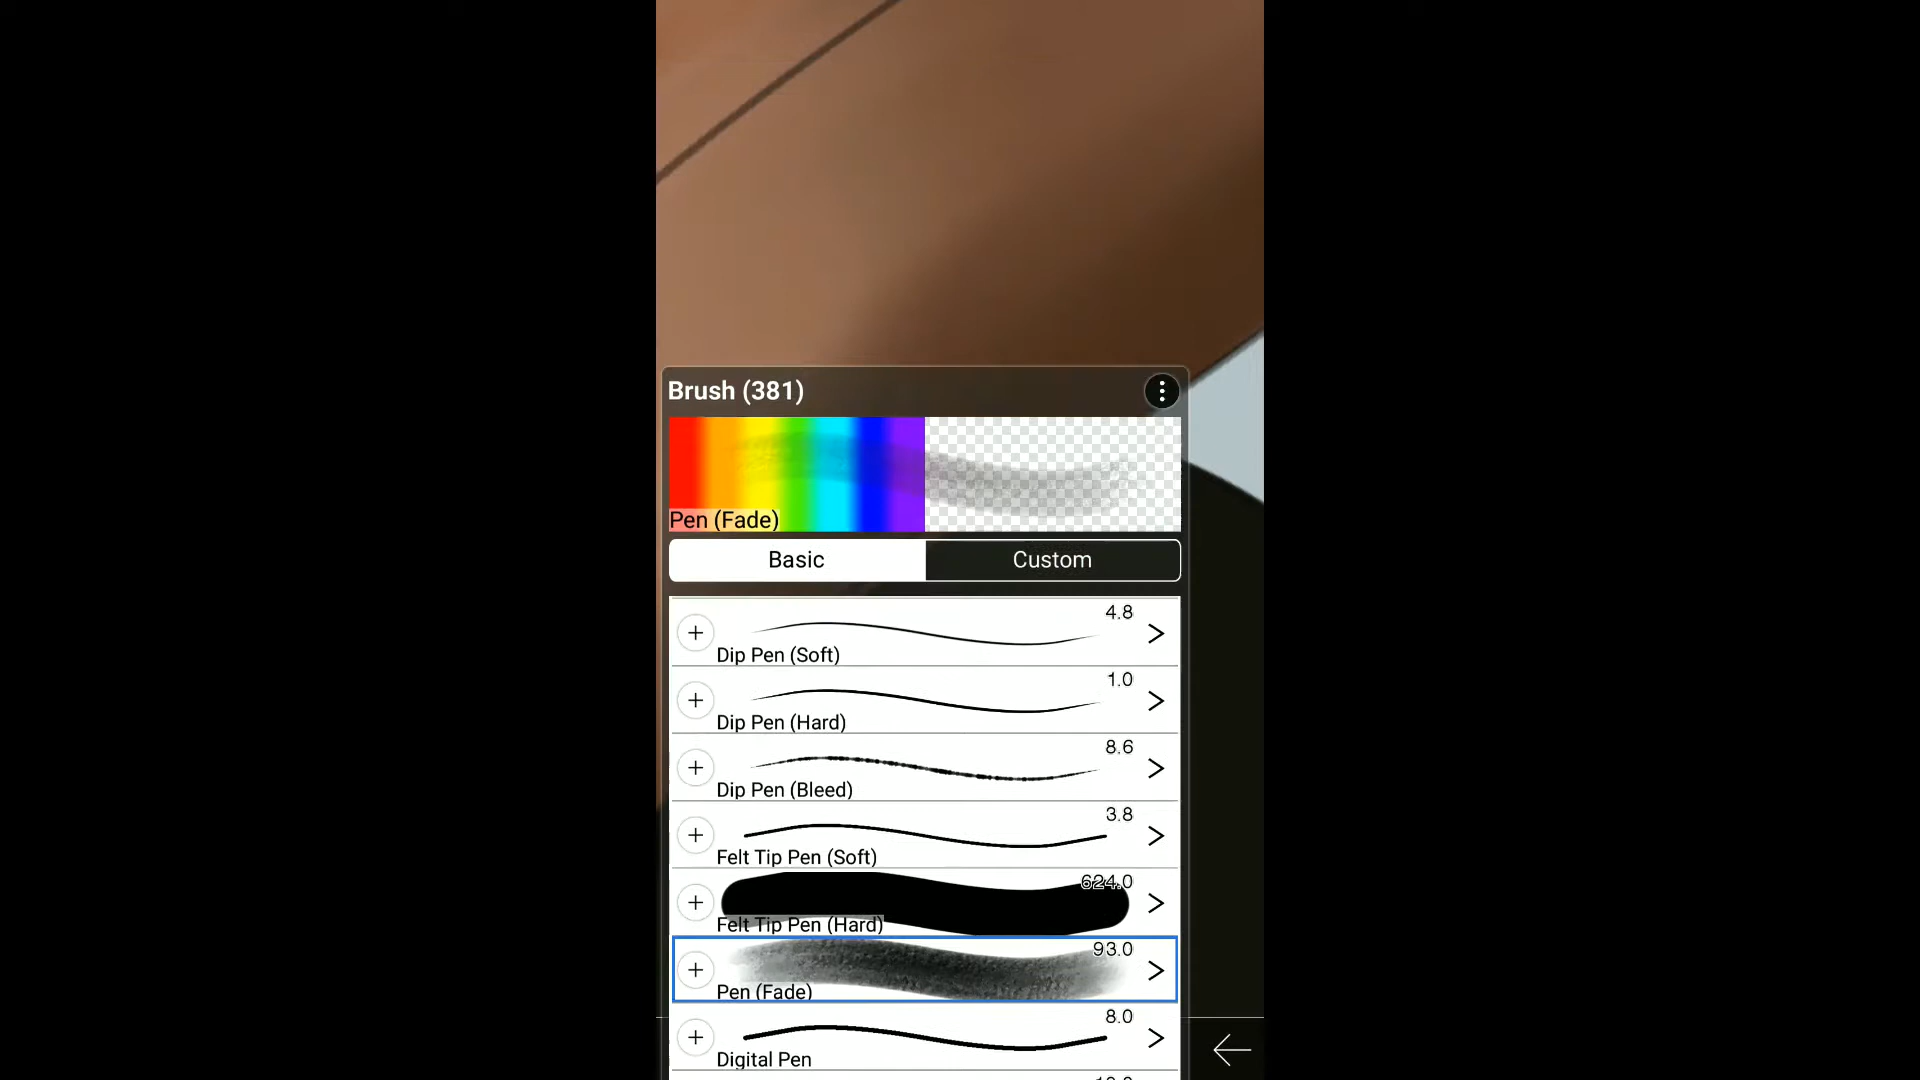 Brush (381)
Pen (Fade)
Basic
Custom
4.8
Dip Pen (Soft)
1.0
Dip Pen (Hard)
8.6
Dip Pen (Bleed)
3.8
Felt Tip Pen (Soft)
624.0
Felt Tip Pen (Hard)
93.0
Pen (Fade)
8.0
Digital Pen